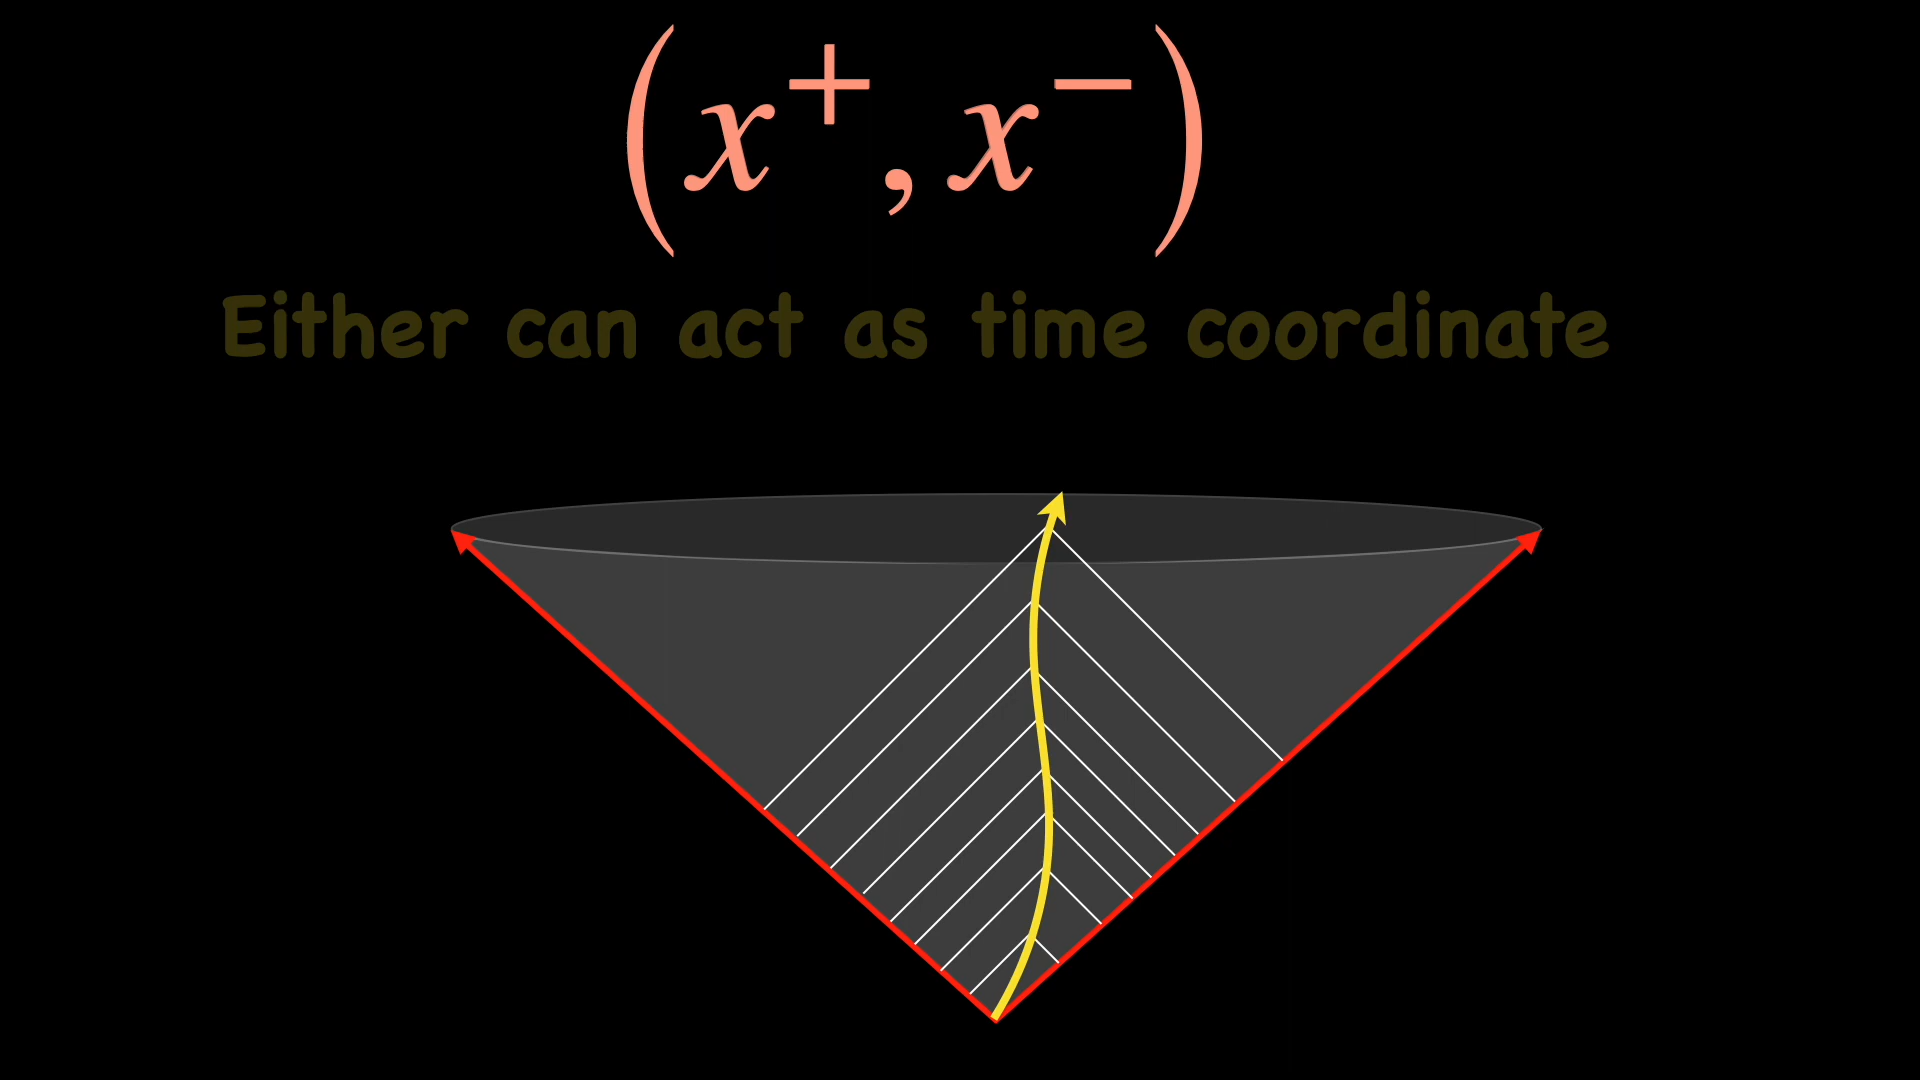 (x⁺, x⁻)
Either can act as time coordinate